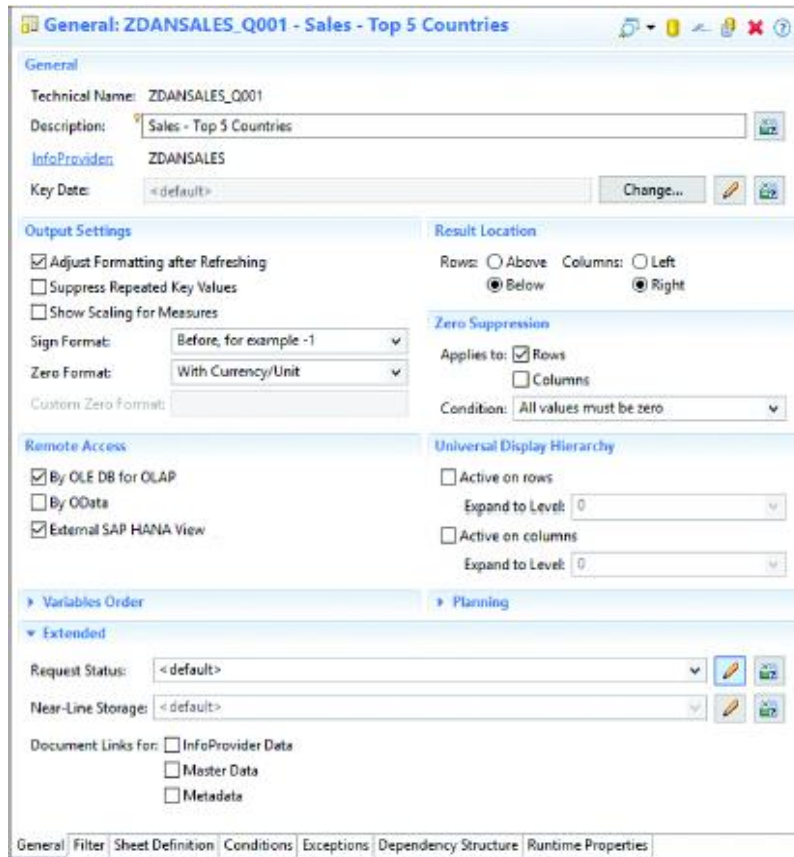 General: ZDANSALES_Q001 - Sales - Top 5 Countries
General
Technical Name: ZDANSALES_Q001
Description: Sales - Top 5 Countries
InfoProvider: ZDANSALES
Key Date: <default> Change...
Output Settings
Adjust Formatting after Refreshing
Suppress Repeated Key Values
Show Scaling for Measures
Sign Format: Before, for example -1
Zero Format: With Currency/Unit
Custom Zero Format:
Result Location
Rows: Above Columns: Left
Below Right
Zero Suppression
Applies to: Rows
Columns
Condition: All values must be zero
Remote Access
By OLE DB for OLAP
By OData
External SAP HANA View
Universal Display Hierarchy
Active on rows
Expand to Level: 0
Active on columns
Expand to Level: 0
Variables Order
Planning
Extended
Request Status: <default>
Near-Line Storage: <default>
Document Links for: InfoProvider Data
Master Data
Metadata
General Filter Sheet Definition Conditions Exceptions Dependency Structure Runtime Properties